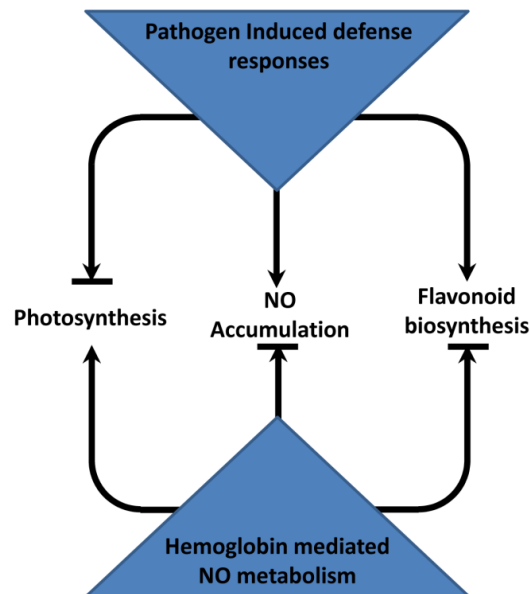 Pathogen Induced defense
responses
Photosynthesis
NO
Accumulation
Flavonoid
biosynthesis
Hemoglobin mediated
NO metabolism